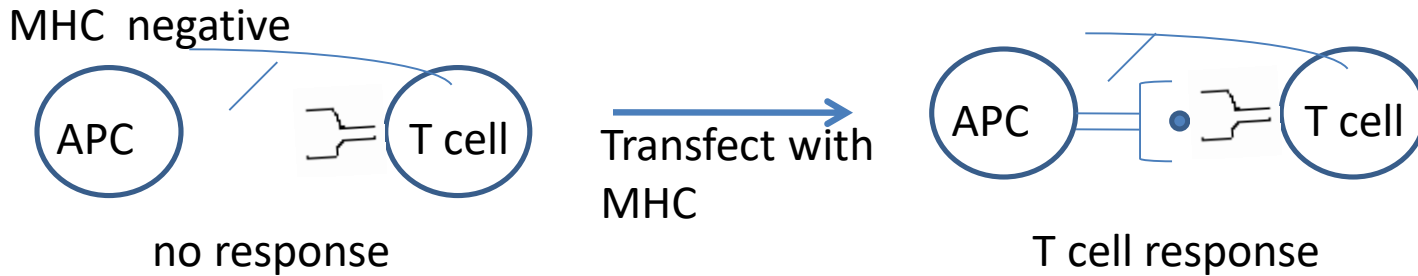 MHC negative
APC
T cell
no response
Transfect with
MHC
APC
T cell
T cell response